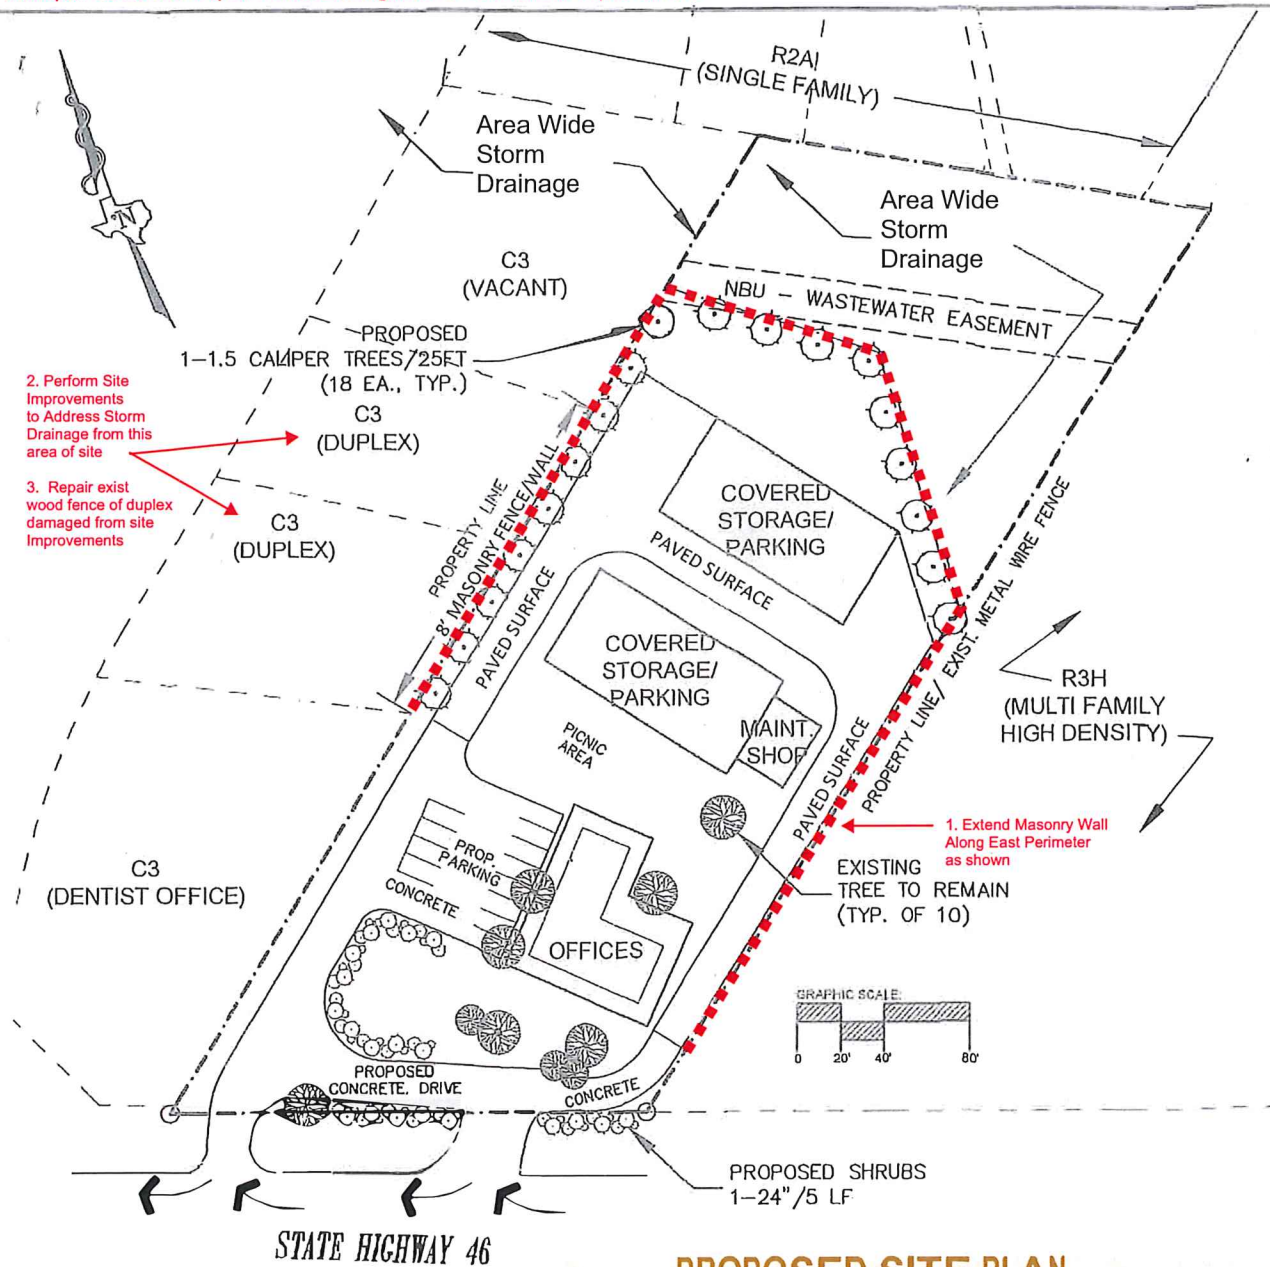 R2A
(SINGLE FAMILY)
Area Wide
Storm
Drainage
Area Wide
Storm
Drainage
N
C3
(VACANT)
NBU - WASTEWATER EASEMENT
PROPOSED
1-1.5 CALIPER TREES/25FT
(18 EA., TYP.)
2. Perform Site
Improvements
to Address Storm
Drainage from this
area of site
C3
(DUPLEX)
3. Repair exist
wood fence of duplex
damaged from site
Improvements
C3
(DUPLEX)
PROPERTY LINE
8' MASONRY FENCE/WALL
PAVED SURFACE
COVERED
STORAGE/
PARKING
PAVED SURFACE
COVERED
STORAGE/
PARKING
MAINT.
SHOP
PICNIC
AREA
PAVED SURFACE
PROPERTY LINE/ EXIST. METAL WIRE FENCE
R3H
(MULTI FAMILY
HIGH DENSITY)
1. Extend Masonry Wall
Along East Perimeter
as shown
EXISTING
TREE TO REMAIN
(TYP. OF 10)
C3
(DENTIST OFFICE)
PROP.
PARKING
CONCRETE
OFFICES
GRAPHIC SCALE:
0 20' 40' 80'
PROPOSED
CONCRETE. DRIVE
CONCRETE
PROPOSED SHRUBS
1-24"/5 LF
STATE HIGHWAY 46
PROPOSED SITE PLAN